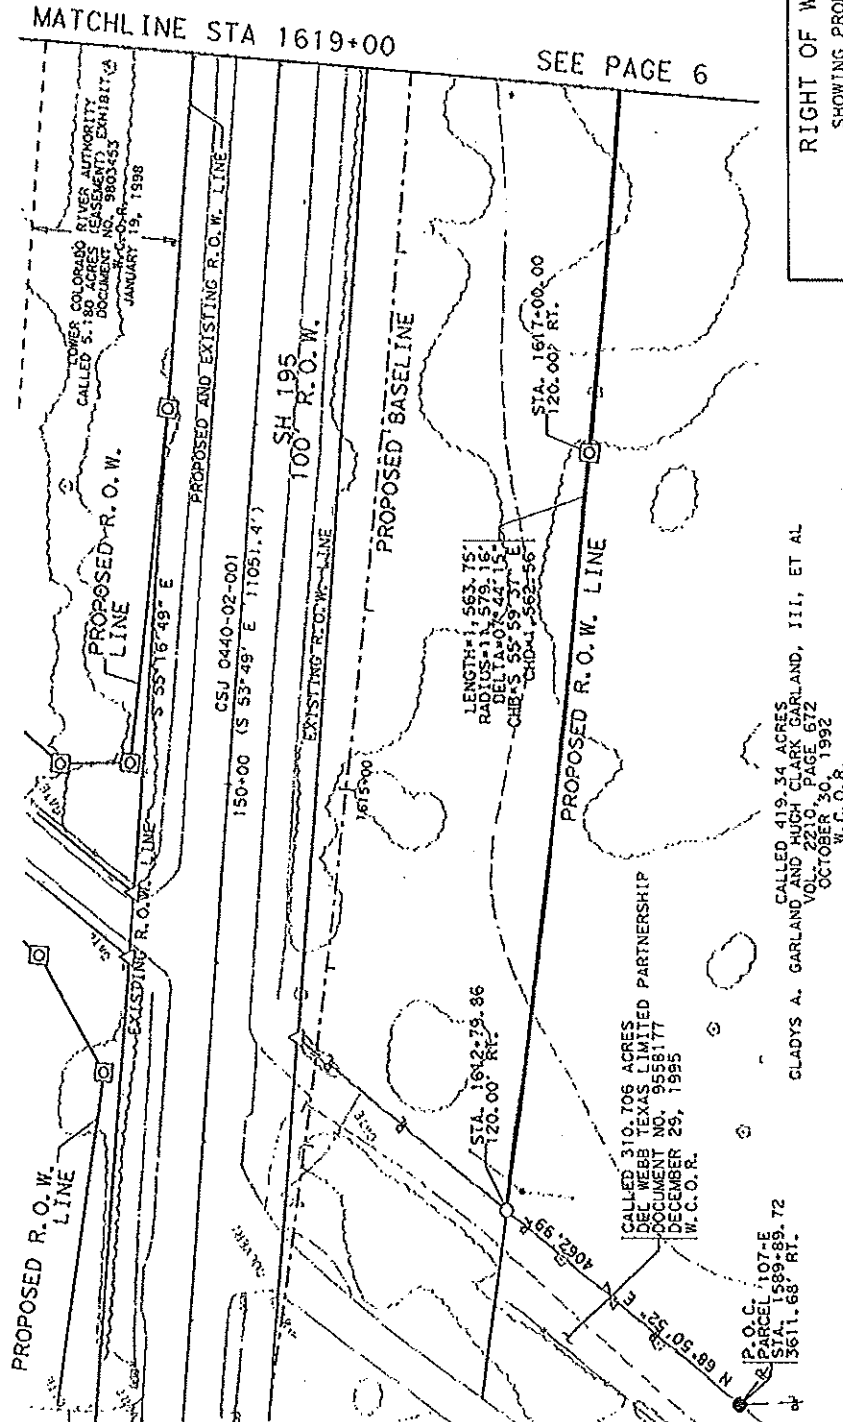 MATCHLINE STA 1619+00
SEE PAGE 6
RIGHT OF W
SHOWING PROP
LOWER COLORADO RIVER AUTHORITY
CALLED 5.180 ACRES (EASEMENT) EXHIBIT A
DOCUMENT NO. 9803453
W.C.O.R.
JANUARY 19, 1998
PROPOSED R.O.W.
LINE
S 55°16'49" E
PROPOSED AND EXISTING R.O.W. LINE
CSJ 0440-02-001
150+00 (S 53°49' E 11051.4')
SH 195
100' R.O.W.
EXISTING R.O.W. LINE
PROPOSED BASELINE
1615+00
STA. 1617+00.00
120.00' RT.
LENGTH=1,563.75'
RADIUS=11,579.16'
DELTA=07°44'15"
CHB=S 55°59'37" E
CHD=1,562.56'
PROPOSED R.O.W. LINE
CALLED 419.34 ACRES
GLADYS A. GARLAND AND HUGH CLARK GARLAND, III, ET AL
VOL. 2210, PAGE 672
OCTOBER 30, 1992
W.C.O.R.
GATE
GATE
EXISTING R.O.W. LINE
PROPOSED R.O.W.
LINE
GATE
STA. 1612+79.86
120.00' RT.
CALLED 310.706 ACRES
DEL WEBB TEXAS LIMITED PARTNERSHIP
DOCUMENT NO. 9558177
DECEMBER 29, 1995
W.C.O.R.
N 68°50'52" E 4062.99'
P.O.C.
PARCEL 107-E
STA. 1589+89.72
3611.68' RT.